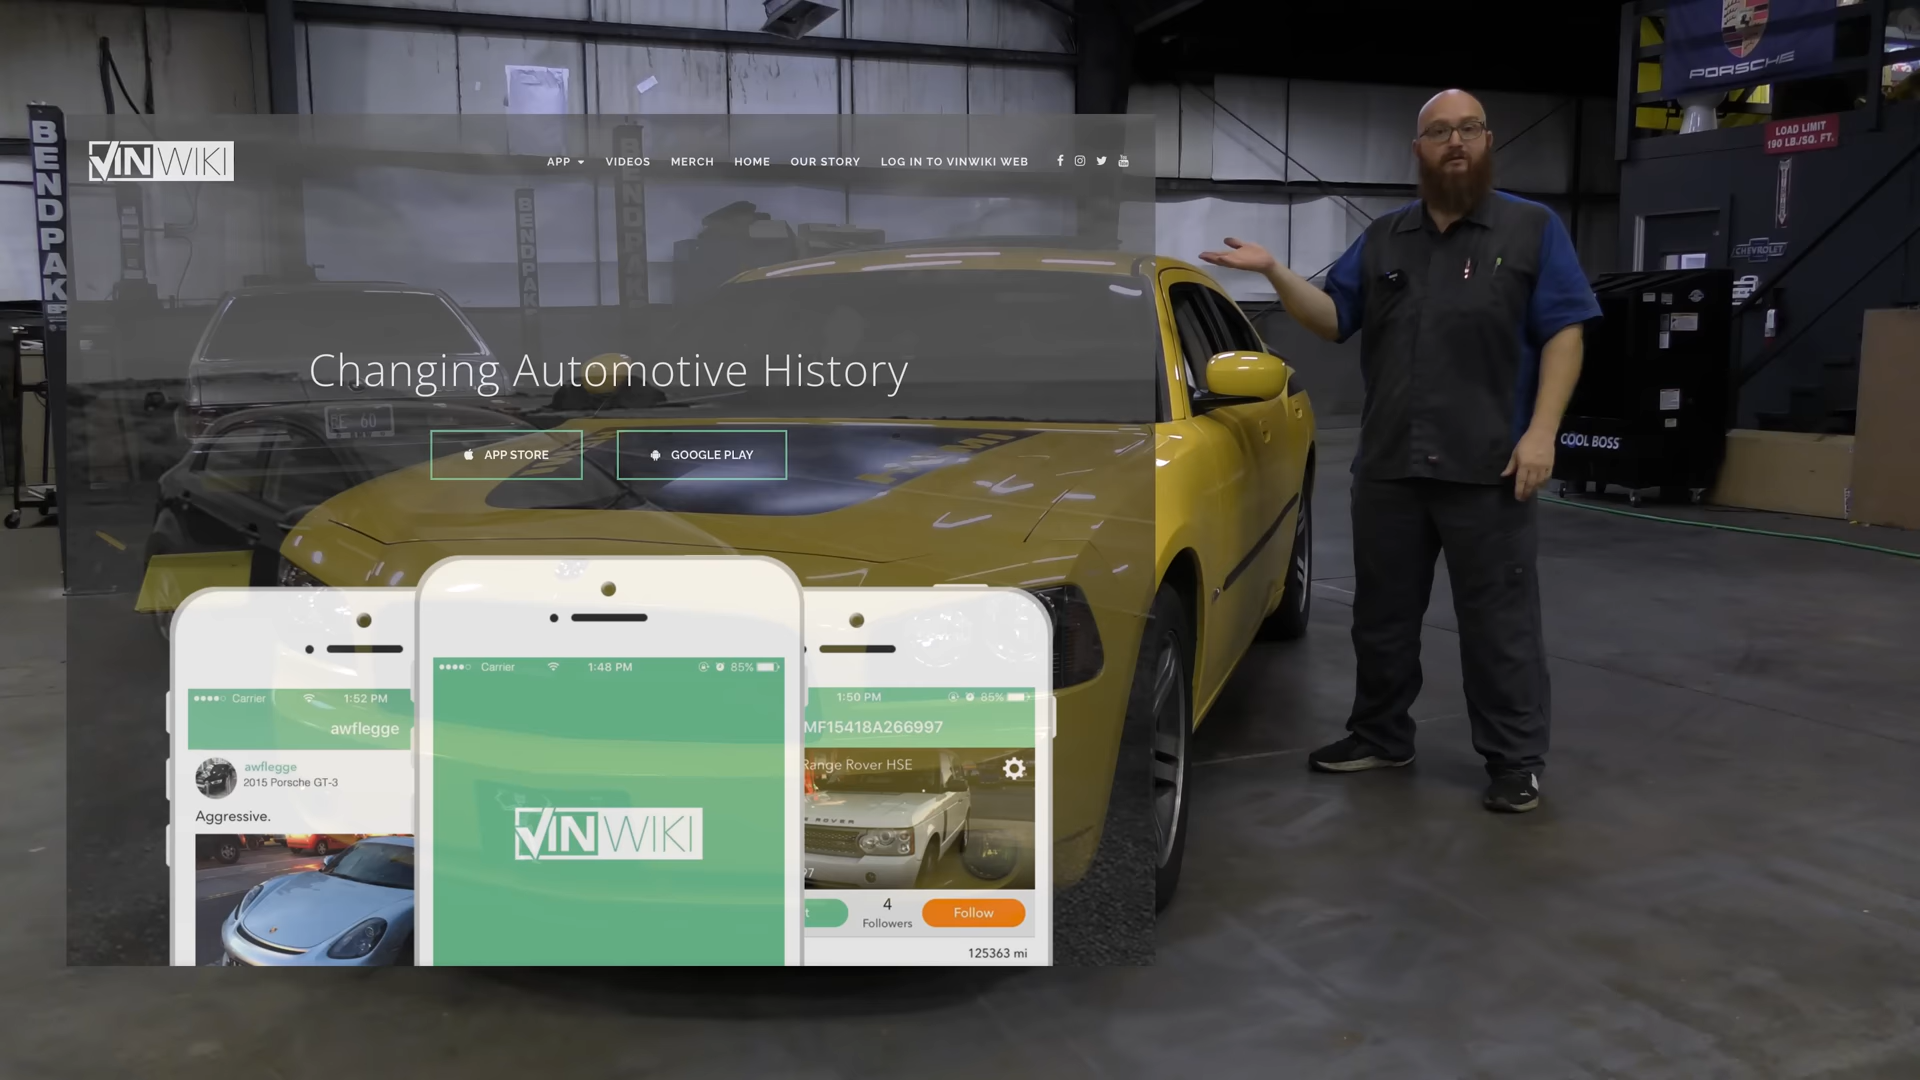 PORSCHE
LOAD LIMIT
190 LB./SQ. FT.
BENDPAK
VINWIKI
APP
VIDEOS
MERCH
HOME
OUR STORY
LOG IN TO VINWIKI WEB
BENDPAK
BENDPAK
CHEVROLET
Changing Automotive History
APP STORE
GOOGLE PLAY
COOL BOSS
Carrier 1:52 PM
awflegge
awflegge
2015 Porsche GT-3
Aggressive.
Carrier 1:48 PM 85%
VINWIKI
1:50 PM 85%
MF15418A266997
Range Rover HSE
4
Followers
Follow
125363 mi